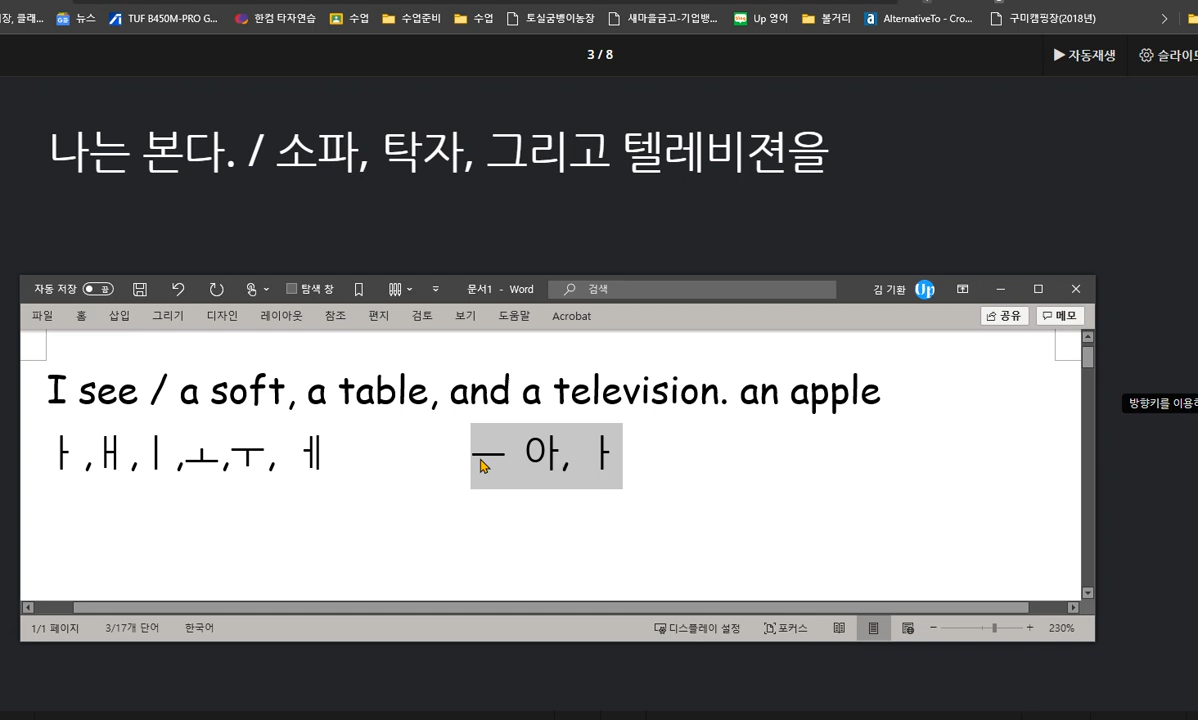 장, 클래... 뉴스 TUF B450M-PRO G... 한컴 타자연습 수업 수업준비 수업 토실굼벵이농장 새마을금고-기업뱅... Up 영어 볼거리 AlternativeTo - Cro... 구미캠핑장(2018년)
3 / 8 자동재생 슬라이드
나는 본다. / 소파, 탁자, 그리고 텔레비젼을
자동 저장 끔 탐색 창 문서1 - Word 검색 김 기환 Up
파일 홈 삽입 그리기 디자인 레이아웃 참조 편지 검토 보기 도움말 Acrobat 공유 메모
I see / a soft, a table, and a television. an apple
방향키를 이용하
ㅏ,ㅐ,ㅣ,ㅗ,ㅜ, ㅔ ㅡ 아, ㅏ
1/1 페이지 3/17개 단어 한국어 디스플레이 설정 포커스 230%